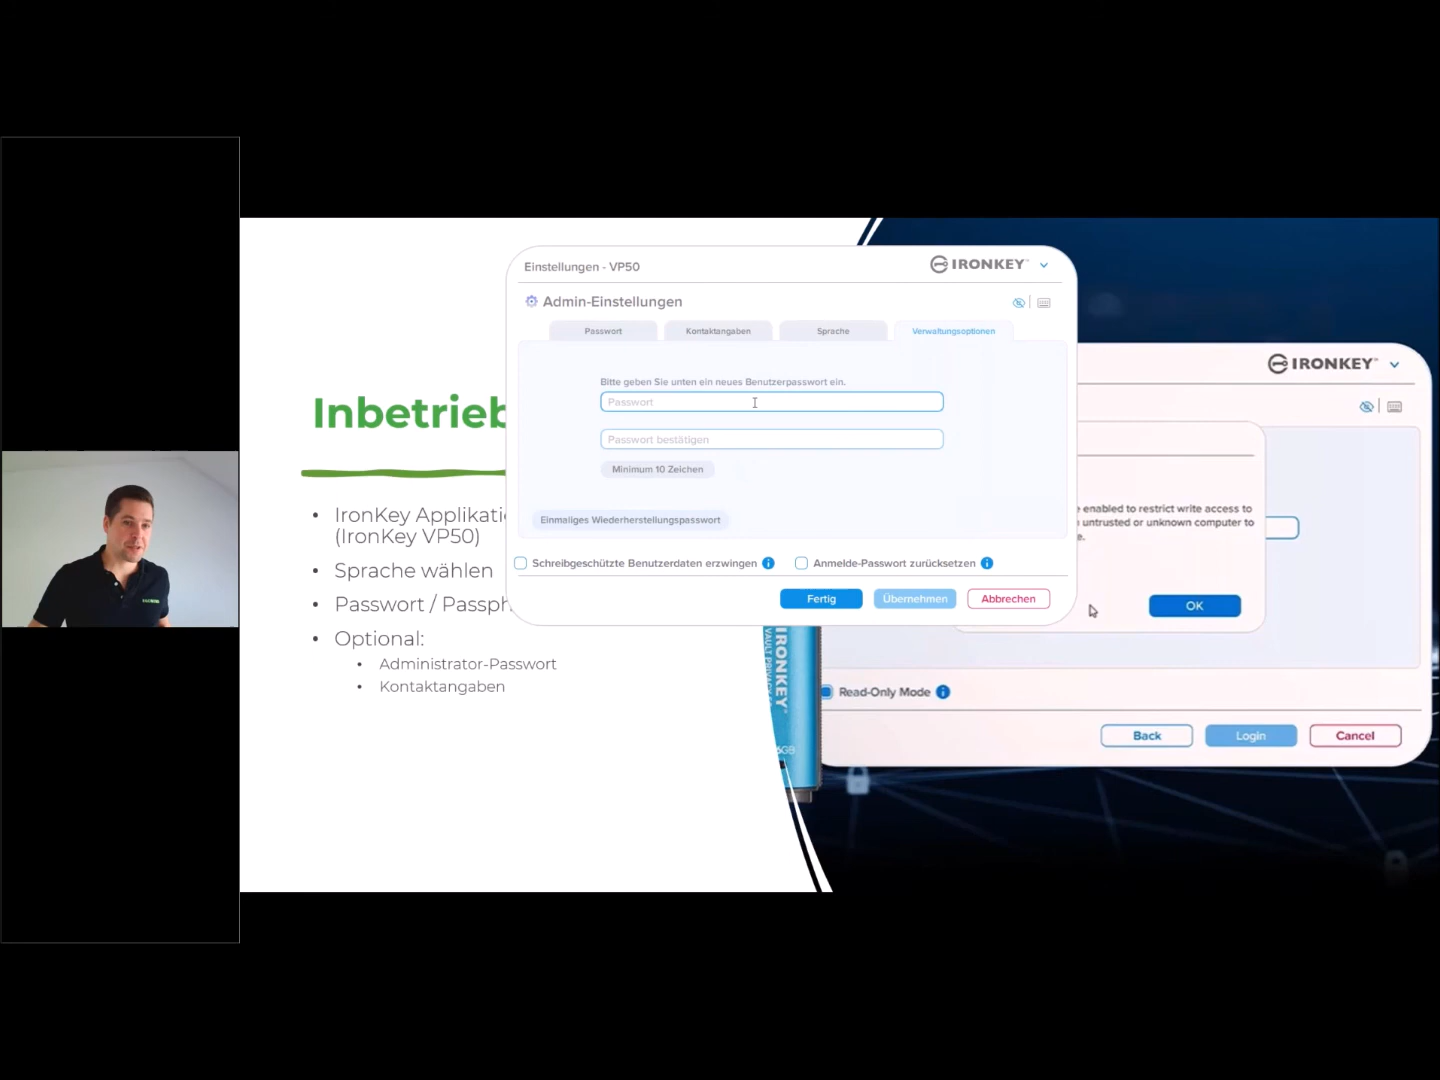 Einstellungen - VP50
IRONKEY
Admin-Einstellungen
Passwort
Kontaktangaben
Sprache
Verwaltungsoptionen
Bitte geben Sie unten ein neues Benutzerpasswort ein.
Passwort
Passwort bestätigen
Minimum 10 Zeichen
Einmaliges Wiederherstellungspasswort
Schreibgeschützte Benutzerdaten erzwingen
Anmelde-Passwort zurücksetzen
Fertig
Übernehmen
Abbrechen
Inbetrieb
• IronKey Applikati
(IronKey VP50)
• Sprache wählen
• Passwort / Passph
• Optional:
• Administrator-Passwort
• Kontaktangaben
IRONKEY
enabled to restrict write access to
untrusted or unknown computer to
e.
OK
Read-Only Mode
Back
Login
Cancel
IRONKEY